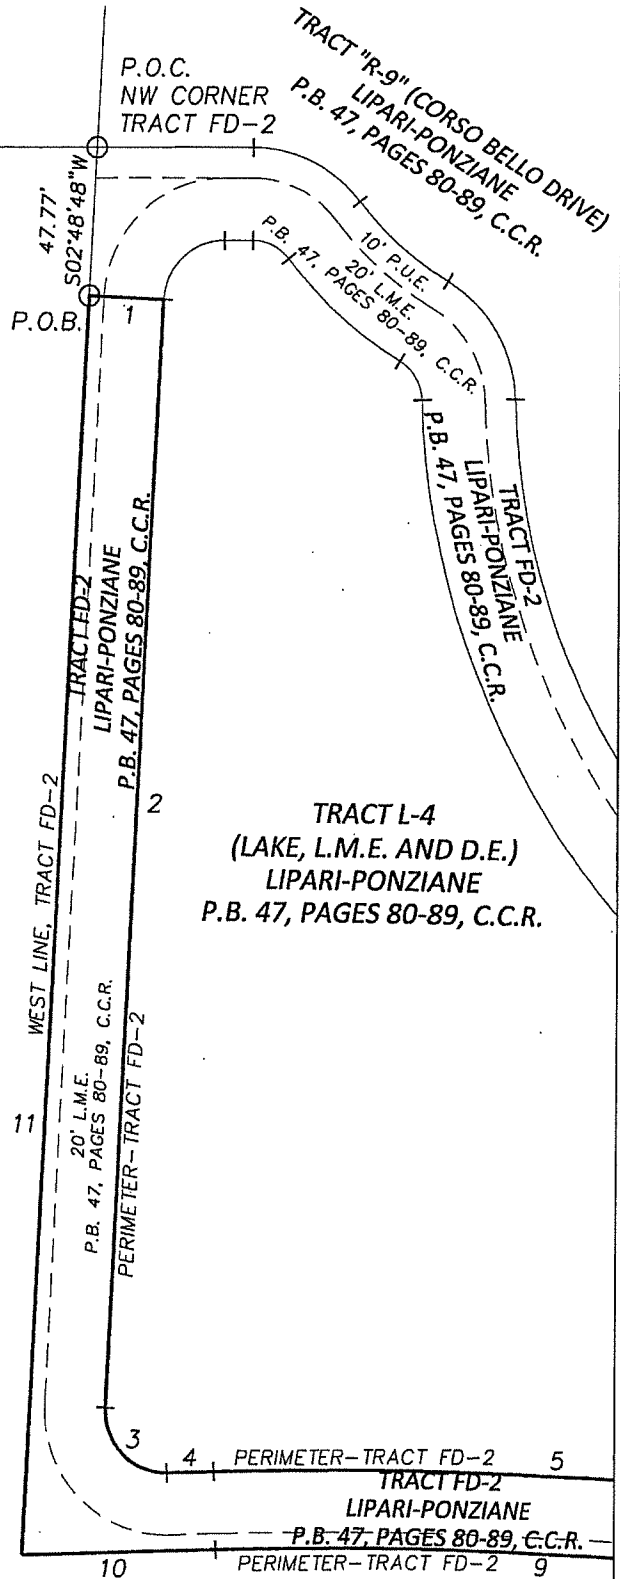 TRACT "R-9" (CORSO BELLO DRIVE)
LIPARI-PONZIANE
P.B. 47, PAGES 80-89, C.C.R.
P.O.C.
NW CORNER
TRACT FD-2
47.77'
S02°48'48"W
P.O.B.
1
10' P.U.E.
20' L.M.E.
P.B. 47, PAGES 80-89, C.C.R.
TRACT FD-2
LIPARI-PONZIANE
P.B. 47, PAGES 80-89, C.C.R.
TRACT FD-2
LIPARI-PONZIANE
P.B. 47, PAGES 80-89, C.C.R.
2
TRACT L-4
(LAKE, L.M.E. AND D.E.)
LIPARI-PONZIANE
P.B. 47, PAGES 80-89, C.C.R.
WEST LINE, TRACT FD-2
11
20' L.M.E.
P.B. 47, PAGES 80-89, C.C.R.
PERIMETER-TRACT FD-2
3
4
PERIMETER-TRACT FD-2
5
TRACT FD-2
LIPARI-PONZIANE
P.B. 47, PAGES 80-89, C.C.R.
10
PERIMETER-TRACT FD-2
9